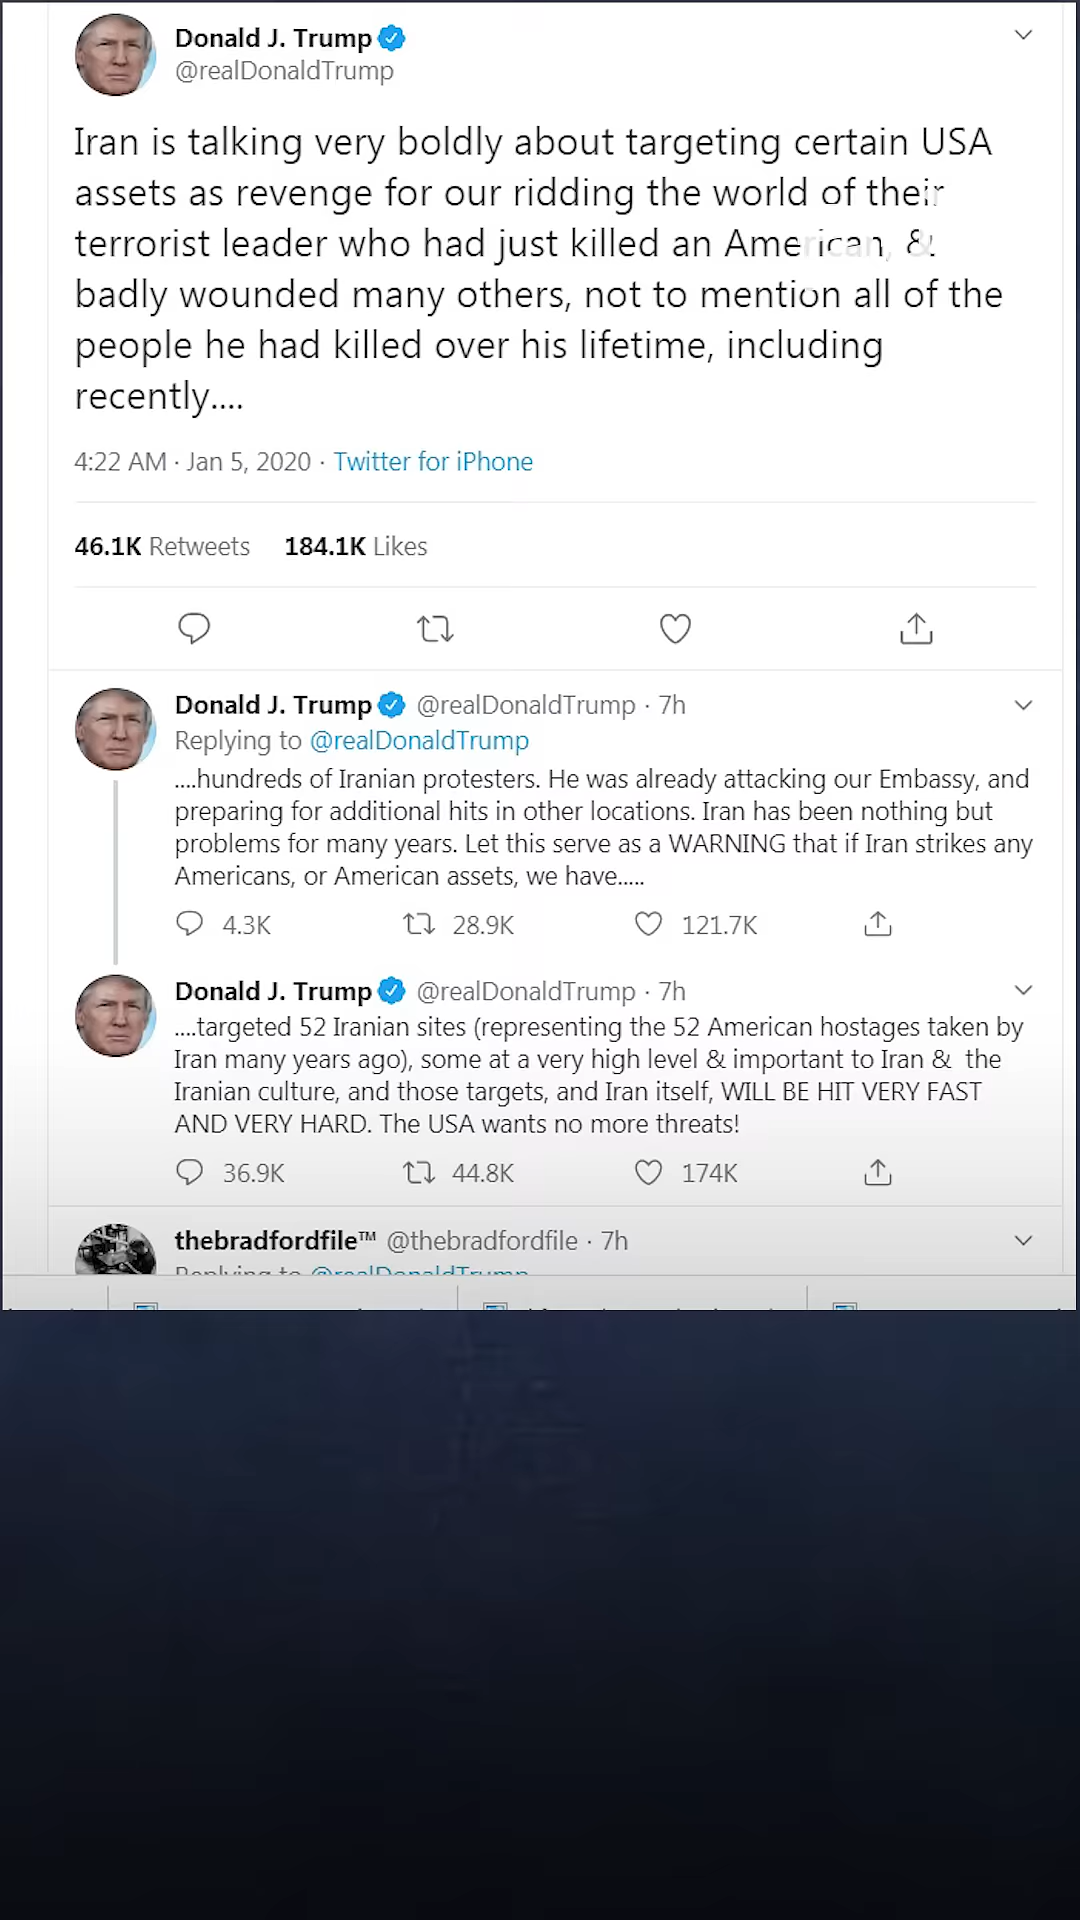 Donald J. Trump
@realDonaldTrump
Iran is talking very boldly about targeting certain USA
assets as revenge for our ridding the world of their
terrorist leader who had just killed an American, &
badly wounded many others, not to mention all of the
people he had killed over his lifetime, including
recently....
4:22 AM · Jan 5, 2020 · Twitter for iPhone
46.1K Retweets 184.1K Likes
Donald J. Trump @realDonaldTrump · 7h
Replying to @realDonaldTrump
....hundreds of Iranian protesters. He was already attacking our Embassy, and
preparing for additional hits in other locations. Iran has been nothing but
problems for many years. Let this serve as a WARNING that if Iran strikes any
Americans, or American assets, we have.....
4.3K 28.9K 121.7K
Donald J. Trump @realDonaldTrump · 7h
....targeted 52 Iranian sites (representing the 52 American hostages taken by
Iran many years ago), some at a very high level & important to Iran & the
Iranian culture, and those targets, and Iran itself, WILL BE HIT VERY FAST
AND VERY HARD. The USA wants no more threats!
36.9K 44.8K 174K
thebradfordfile™ @thebradfordfile · 7h
Replying to @realDonaldTrump